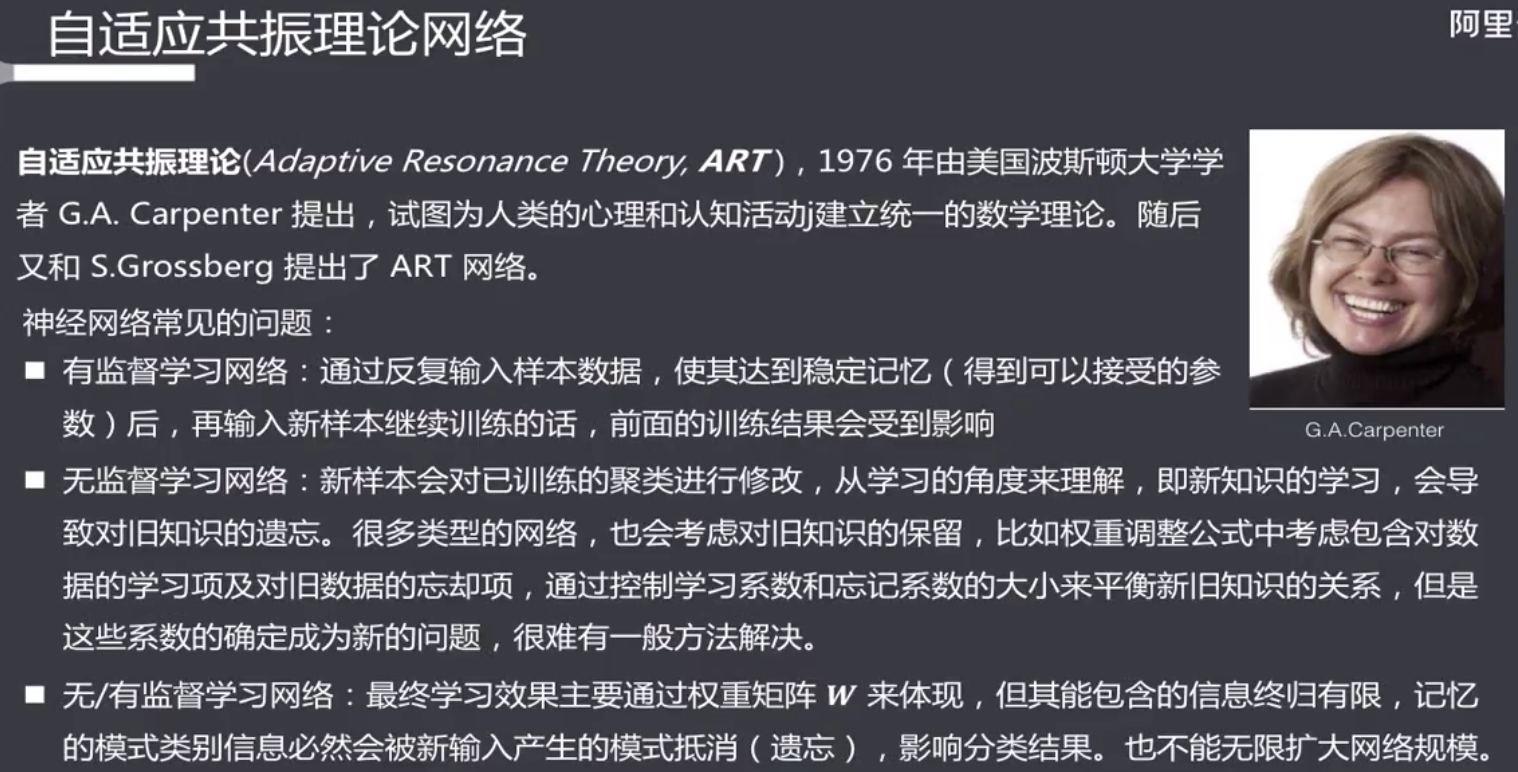 自适应共振理论网络
阿里
自适应共振理论(Adaptive Resonance Theory, ART)，1976 年由美国波斯顿大学学
者 G.A. Carpenter 提出，试图为人类的心理和认知活动j建立统一的数学理论。随后
又和 S.Grossberg 提出了 ART 网络。
G.A.Carpenter
神经网络常见的问题：
■ 有监督学习网络：通过反复输入样本数据，使其达到稳定记忆（得到可以接受的参
数）后，再输入新样本继续训练的话，前面的训练结果会受到影响
■ 无监督学习网络：新样本会对已训练的聚类进行修改，从学习的角度来理解，即新知识的学习，会导
致对旧知识的遗忘。很多类型的网络，也会考虑对旧知识的保留，比如权重调整公式中考虑包含对数
据的学习项及对旧数据的忘却项，通过控制学习系数和忘记系数的大小来平衡新旧知识的关系，但是
这些系数的确定成为新的问题，很难有一般方法解决。
■ 无/有监督学习网络：最终学习效果主要通过权重矩阵 W 来体现，但其能包含的信息终归有限，记忆
的模式类别信息必然会被新输入产生的模式抵消（遗忘），影响分类结果。也不能无限扩大网络规模。